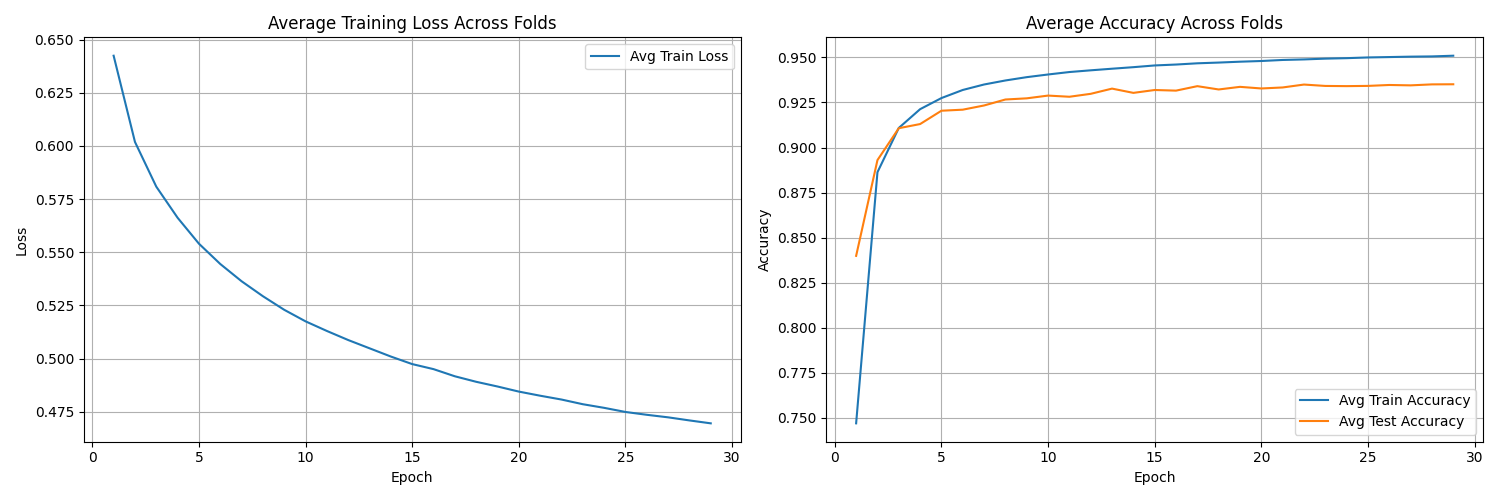 Average Training Loss Across Folds
0.650
0.625
0.600
0.575
0.550
0.525
0.500
0.475
Loss
0 5 10 15 20 25 30
Epoch
Avg Train Loss
Average Accuracy Across Folds
0.950
0.925
0.900
0.875
0.850
0.825
0.800
0.775
0.750
Accuracy
0 5 10 15 20 25 30
Epoch
Avg Train Accuracy
Avg Test Accuracy